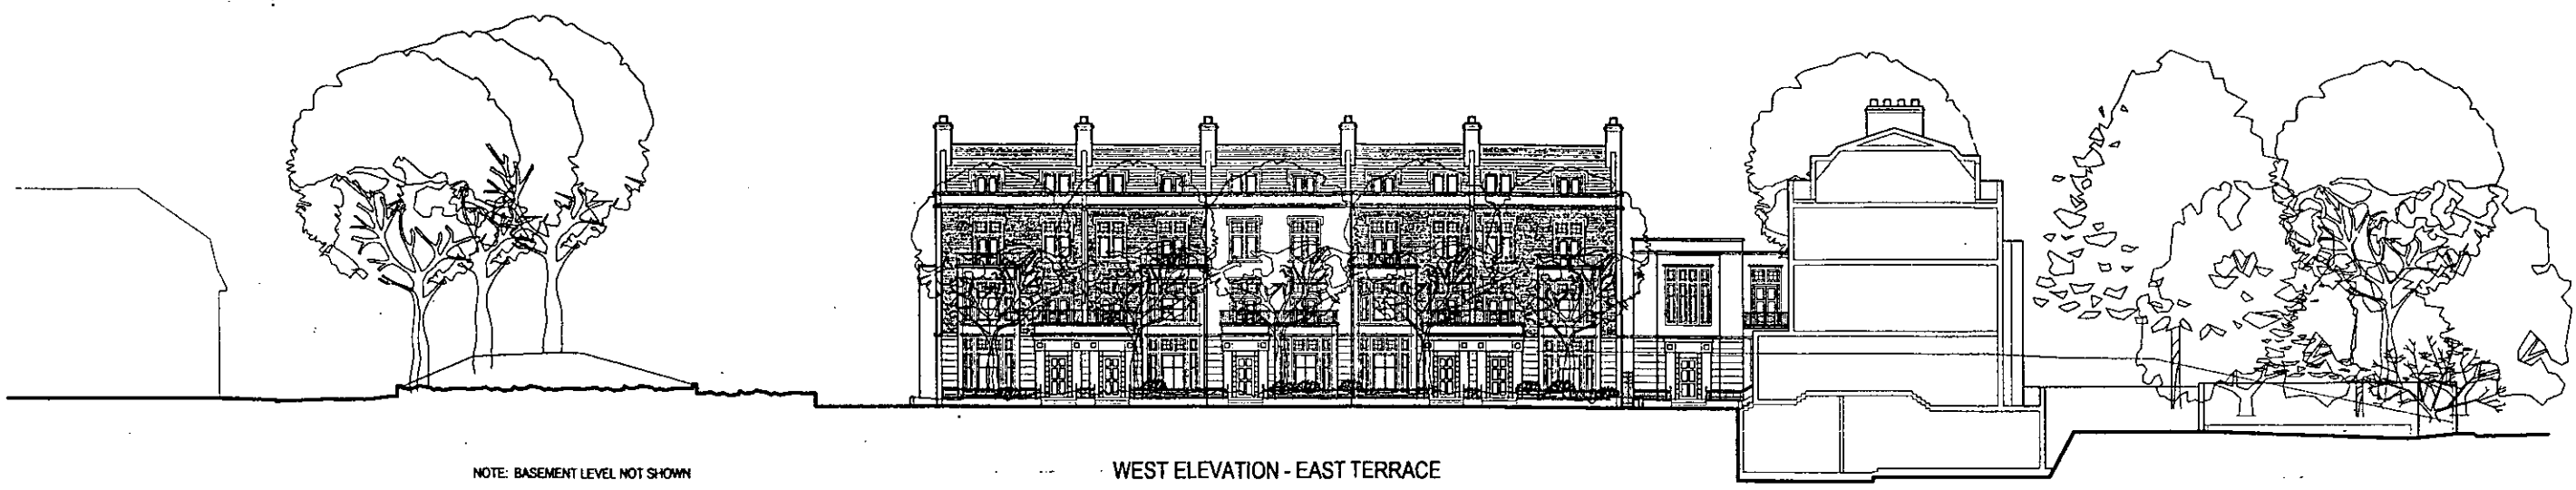 NOTE: BASEMENT LEVEL NOT SHOWN
WEST ELEVATION - EAST TERRACE